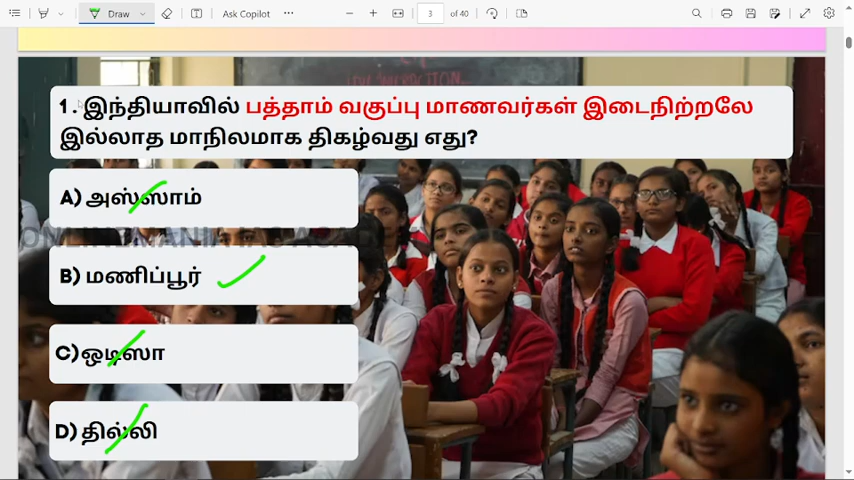 Draw
Ask Copilot
3 of 40
1. இந்தியாவில் பத்தாம் வகுப்பு மாணவர்கள் இடைநிற்றலே
இல்லாத மாநிலமாக திகழ்வது எது?
A) அஸ்ஸாம்
B) மணிப்பூர்
C) ஒடிஸா
D) தில்லி